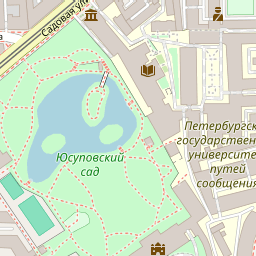 Садовая ул
Юсуповский
сад
Петербургск
государствен
университе
путей
сообщения